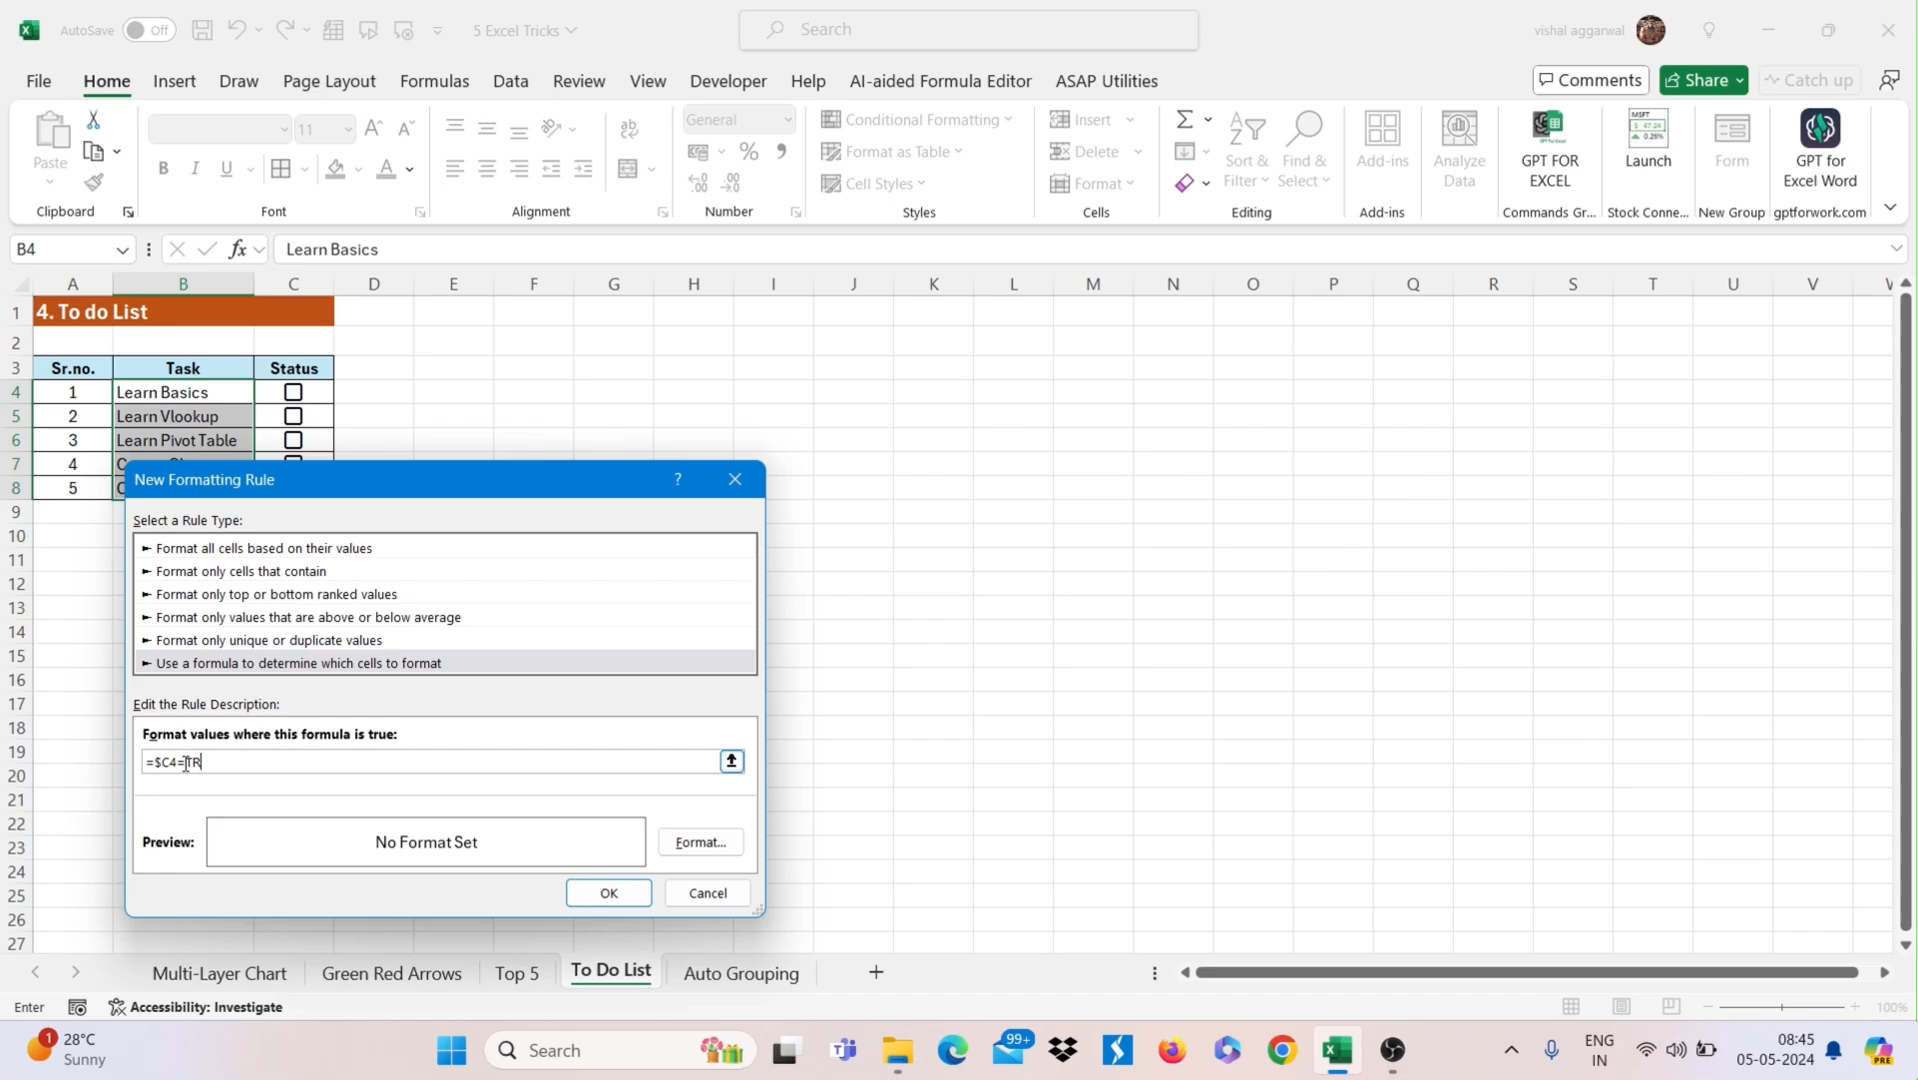 AutoSave Off 5 Excel Tricks Search vishal aggarwal
File Home Insert Draw Page Layout Formulas Data Review View Developer Help AI-aided Formula Editor ASAP Utilities Comments Share Catch up
Paste
Clipboard
11
B I U A
Font
ab
Alignment
General
% 9
Number
Conditional Formatting
Format as Table
Cell Styles
Styles
Insert
Delete
Format
Cells
Sort &
Filter
Find &
Select
Editing
Add-ins
Add-ins
Analyze
Data
GPT FOR
EXCEL
Commands Gr...
MSFT
$ 47.24
0.26%
Launch
Stock Conne...
Form
New Group
GPT for
Excel Word
gptforwork.com
B4 fx Learn Basics
A B C D E F G H I J K L M N O P Q R S T U V
1 4. To do List
2
3 Sr.no. Task Status
4 1 Learn Basics
5 2 Learn Vlookup
6 3 Learn Pivot Table
7 4
8 5
9
10
11
12
13
14
15
16
17
18
19
20
21
22
23
24
25
26
27
New Formatting Rule ?
Select a Rule Type:
► Format all cells based on their values
► Format only cells that contain
► Format only top or bottom ranked values
► Format only values that are above or below average
► Format only unique or duplicate values
► Use a formula to determine which cells to format
Edit the Rule Description:
Format values where this formula is true:
=$C4=TR
Preview: No Format Set Format...
OK Cancel
Multi-Layer Chart Green Red Arrows Top 5 To Do List Auto Grouping +
Enter Accessibility: Investigate 100%
1 28°C
Sunny
Search
99+
ENG
IN
08:45
05-05-2024
PRE